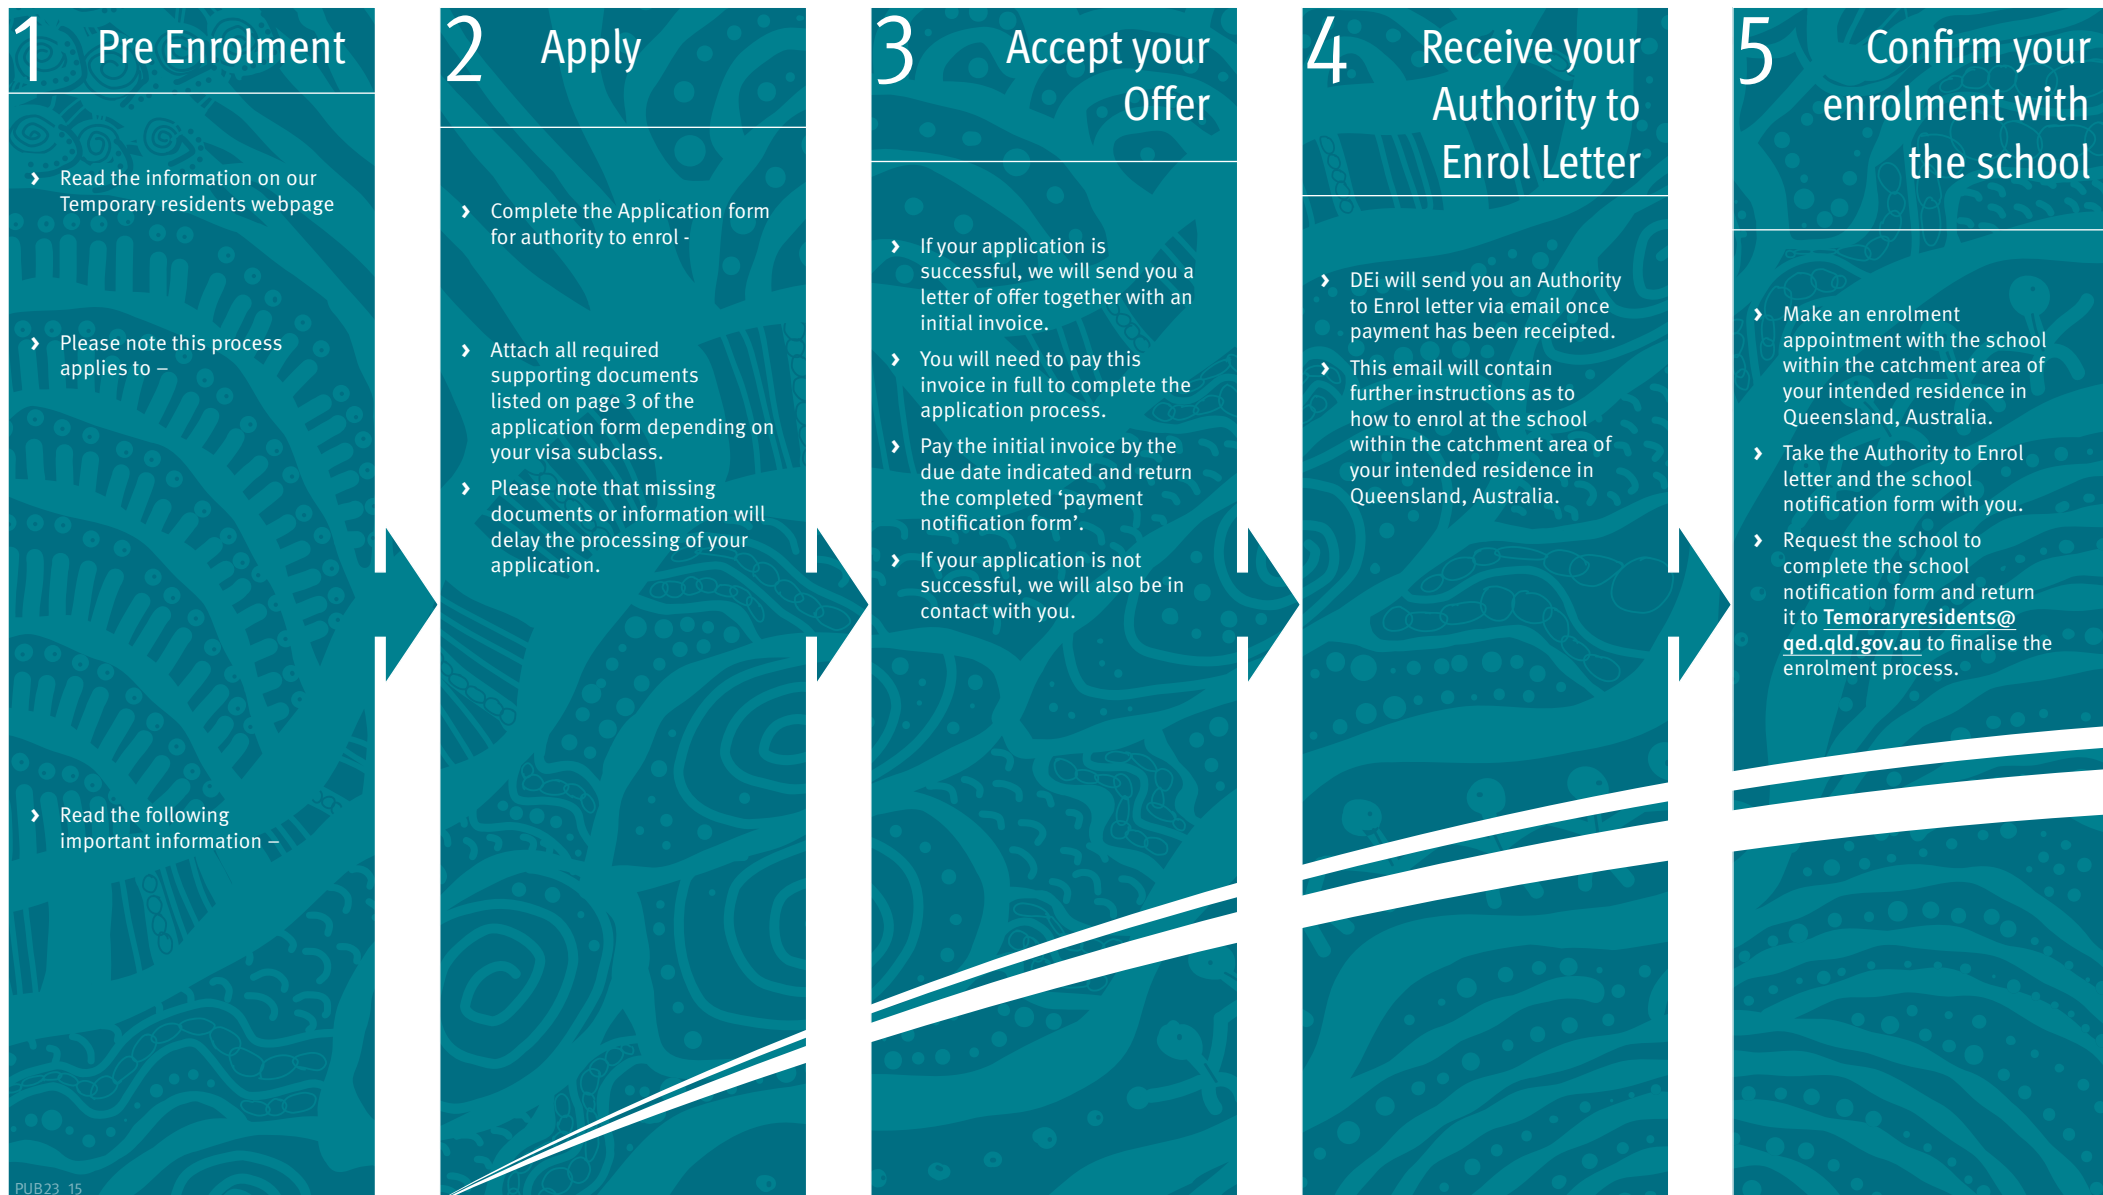 1 Pre Enrolment
› Read the information on our
Temporary residents webpage
› Please note this process
applies to –
› Read the following
important information –
PUB23_15
2 Apply
› Complete the Application form
for authority to enrol -
› Attach all required
supporting documents
listed on page 3 of the
application form depending on
your visa subclass.
› Please note that missing
documents or information will
delay the processing of your
application.
3 Accept your
Offer
› If your application is
successful, we will send you a
letter of offer together with an
initial invoice.
› You will need to pay this
invoice in full to complete the
application process.
› Pay the initial invoice by the
due date indicated and return
the completed ‘payment
notification form’.
› If your application is not
successful, we will also be in
contact with you.
4 Receive your
Authority to
Enrol Letter
› DEi will send you an Authority
to Enrol letter via email once
payment has been receipted.
› This email will contain
further instructions as to
how to enrol at the school
within the catchment area of
your intended residence in
Queensland, Australia.
5 Confirm your
enrolment with
the school
› Make an enrolment
appointment with the school
within the catchment area of
your intended residence in
Queensland, Australia.
› Take the Authority to Enrol
letter and the school
notification form with you.
› Request the school to
complete the school
notification form and return
it to Temoraryresidents@
qed.qld.gov.au to finalise the
enrolment process.